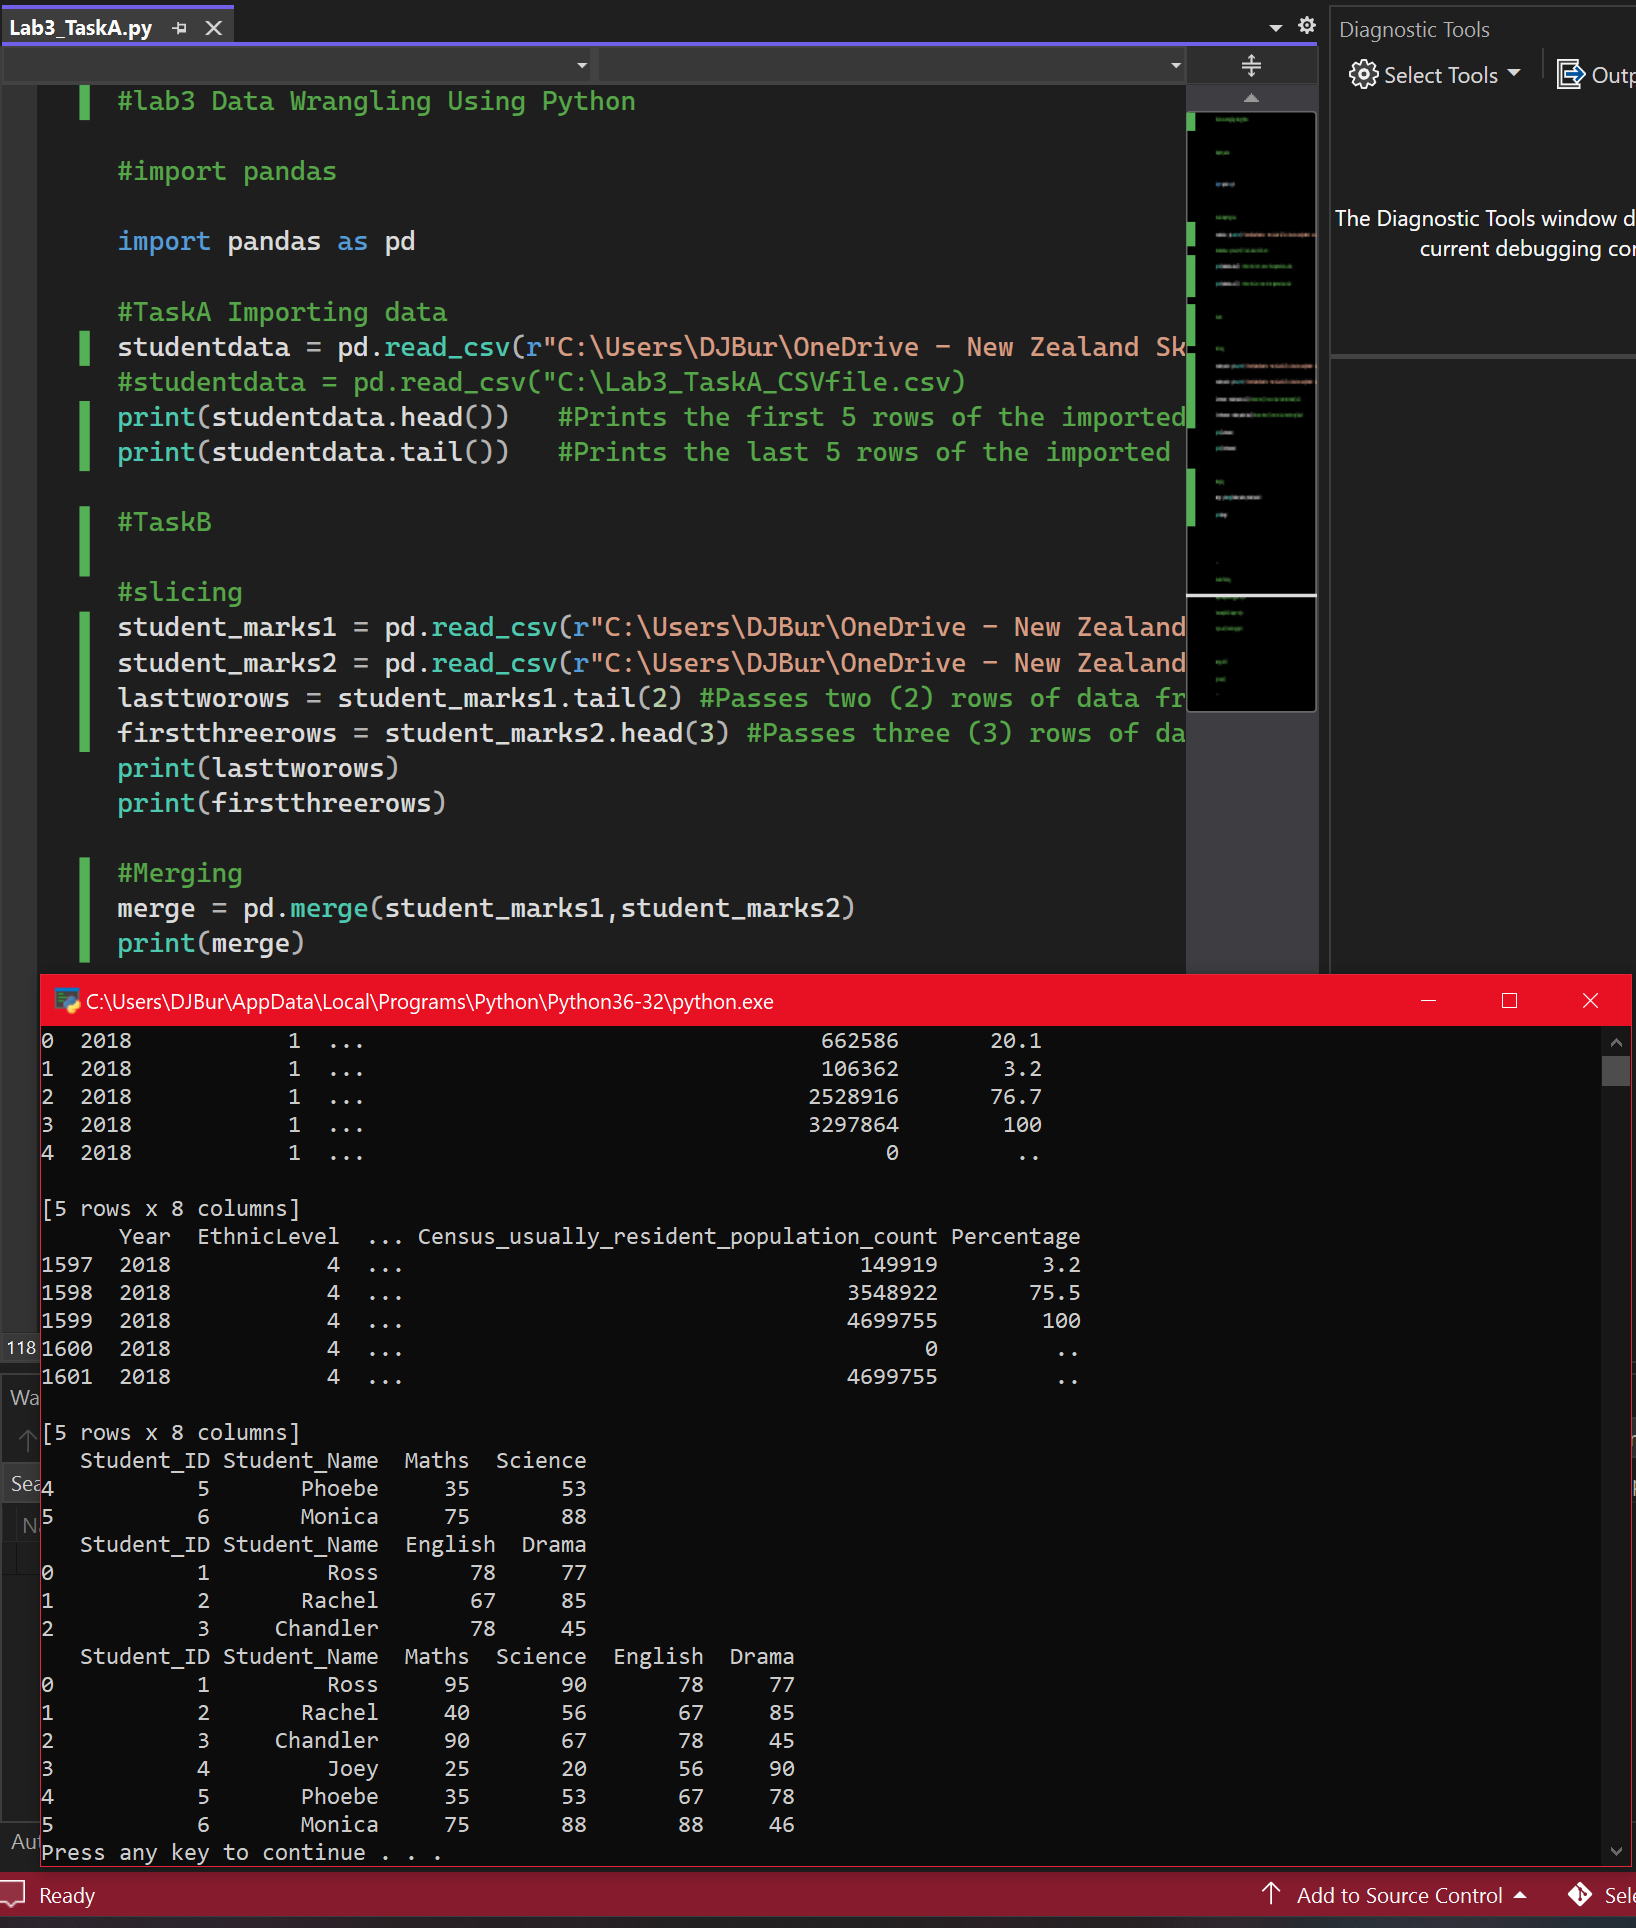 Lab3_TaskA.py
Diagnostic Tools
Select Tools
#lab3 Data Wrangling Using Python
#import pandas
import pandas as pd
The Diagnostic Tools window d
current debugging
#TaskA Importing data
studentdata = pd.read_csv(r"C:\Users\DJBur\OneDrive - New Zealand Sk
#studentdata = pd.read_csv("C:\Lab3_TaskA_CSVfile.csv)
print(studentdata.head())   #Prints the first 5 rows of the imported
print(studentdata.tail())   #Prints the last 5 rows of the imported
#TaskB
#slicing
student_marks1 = pd.read_csv(r"C:\Users\DJBur\OneDrive - New Zealand
student_marks2 = pd.read_csv(r"C:\Users\DJBur\OneDrive - New Zealand
lasttworows = student_marks1.tail(2) #Passes two (2) rows of data fr
firstthreerows = student_marks2.head(3) #Passes three (3) rows of da
print(lasttworows)
print(firstthreerows)
#Merging
merge = pd.merge(student_marks1,student_marks2)
print(merge)
C:\Users\DJBur\AppData\Local\Programs\Python\Python36-32\python.exe
0  2018            1  ...                                   662586       20.1
1  2018            1  ...                                   106362        3.2
2  2018            1  ...                                  2528916       76.7
3  2018            1  ...                                  3297864        100
4  2018            1  ...                                        0         ..
[5 rows x 8 columns]
      Year  EthnicLevel  ... Census_usually_resident_population_count Percentage
1597  2018            4  ...                                   149919        3.2
1598  2018            4  ...                                  3548922       75.5
1599  2018            4  ...                                  4699755        100
1600  2018            4  ...                                        0         ..
1601  2018            4  ...                                  4699755         ..
[5 rows x 8 columns]
   Student_ID Student_Name  Maths  Science
4           5       Phoebe     35       53
5           6       Monica     75       88
   Student_ID Student_Name  English  Drama
0           1         Ross       78     77
1           2       Rachel       67     85
2           3     Chandler       78     45
   Student_ID Student_Name  Maths  Science  English  Drama
0           1         Ross     95       90       78     77
1           2       Rachel     40       56       67     85
2           3     Chandler     90       67       78     45
3           4         Joey     25       20       56     90
4           5       Phoebe     35       53       67     78
5           6       Monica     75       88       88     46
Press any key to continue . . .
118
Ready
Add to Source Control